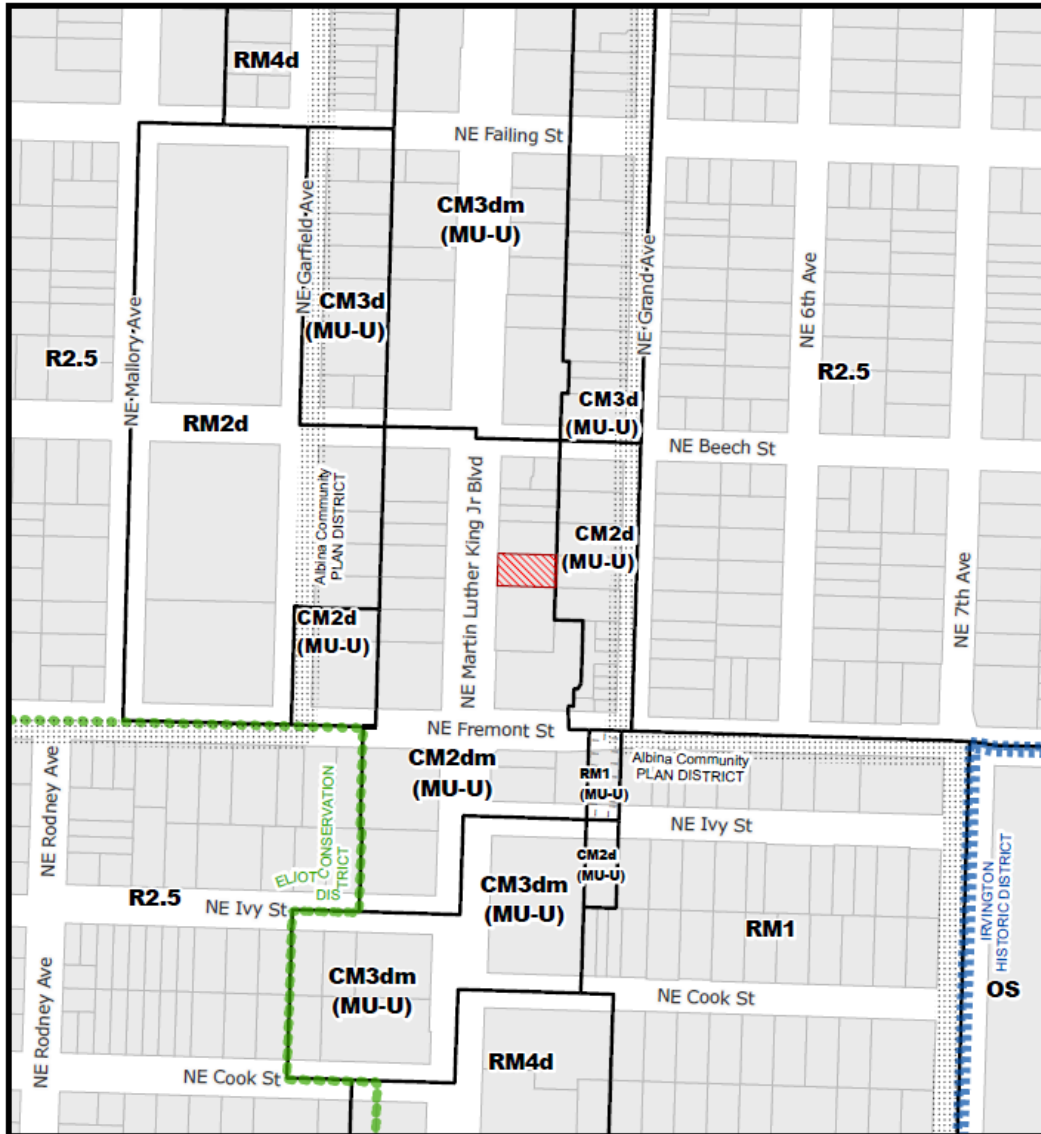 RM4d
NE Failing St
CM3dm
(MU-U)
NE Garfield Ave
CM3d
(MU-U)
NE Mallory Ave
NE Grand Ave
NE 6th Ave
R2.5
R2.5
RM2d
CM3d
(MU-U)
NE Beech St
NE Martin Luther King Jr Blvd
Albina Community
PLAN DISTRICT
CM2d
(MU-U)
NE 7th Ave
CM2d
(MU-U)
NE Fremont St
CM2dm
(MU-U)
RM1
(MU-U)
Albina Community
PLAN DISTRICT
NE Rodney Ave
ELIOT CONSERVATION
DISTRICT
NE Ivy St
CM2d
(MU-U)
R2.5
NE Ivy St
CM3dm
(MU-U)
RM1
IRVINGTON
HISTORIC DISTRICT
OS
CM3dm
(MU-U)
NE Cook St
NE Rodney Ave
RM4d
NE Cook St